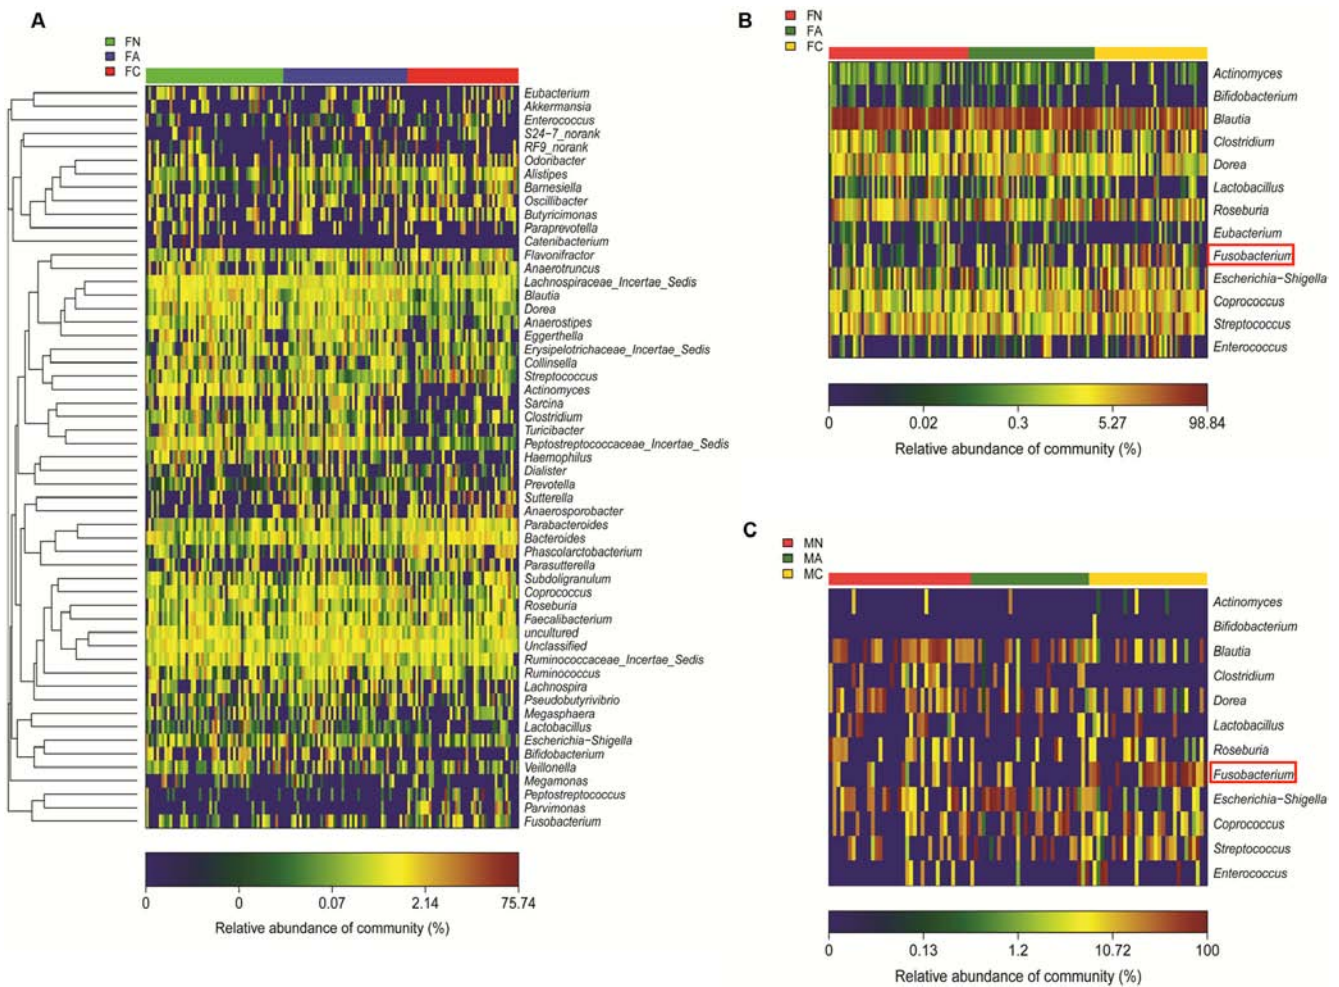 A
FN
FA
FC
Eubacterium
Akkermansia
Enterococcus
S24-7_norank
RF9_norank
Odoribacter
Alistipes
Barnesiella
Oscillibacter
Butyricimonas
Paraprevotella
Catenibacterium
Flavonifractor
Anaerotruncus
Lachnospiraceae_Incertae_Sedis
Blautia
Dorea
Anaerostipes
Eggerthella
Erysipelotrichaceae_Incertae_Sedis
Collinsella
Streptococcus
Actinomyces
Sarcina
Clostridium
Turicibacter
Peptostreptococcaceae_Incertae_Sedis
Haemophilus
Dialister
Prevotella
Sutterella
Anaerosporobacter
Parabacteroides
Bacteroides
Phascolarctobacterium
Parasutterella
Subdoligranulum
Coprococcus
Roseburia
Faecalibacterium
uncultured
Unclassified
Ruminococcaceae_Incertae_Sedis
Ruminococcus
Lachnospira
Pseudobutyrivibrio
Megasphaera
Lactobacillus
Escherichia-Shigella
Bifidobacterium
Veillonella
Megamonas
Peptostreptococcus
Parvimonas
Fusobacterium
0 0 0.07 2.14 75.74
Relative abundance of community (%)
B
FN
FA
FC
Actinomyces
Bifidobacterium
Blautia
Clostridium
Dorea
Lactobacillus
Roseburia
Eubacterium
Fusobacterium
Escherichia-Shigella
Coprococcus
Streptococcus
Enterococcus
0 0.02 0.3 5.27 98.84
Relative abundance of community (%)
C
MN
MA
MC
Actinomyces
Bifidobacterium
Blautia
Clostridium
Dorea
Lactobacillus
Roseburia
Fusobacterium
Escherichia-Shigella
Coprococcus
Streptococcus
Enterococcus
0 0.13 1.2 10.72 100
Relative abundance of community (%)